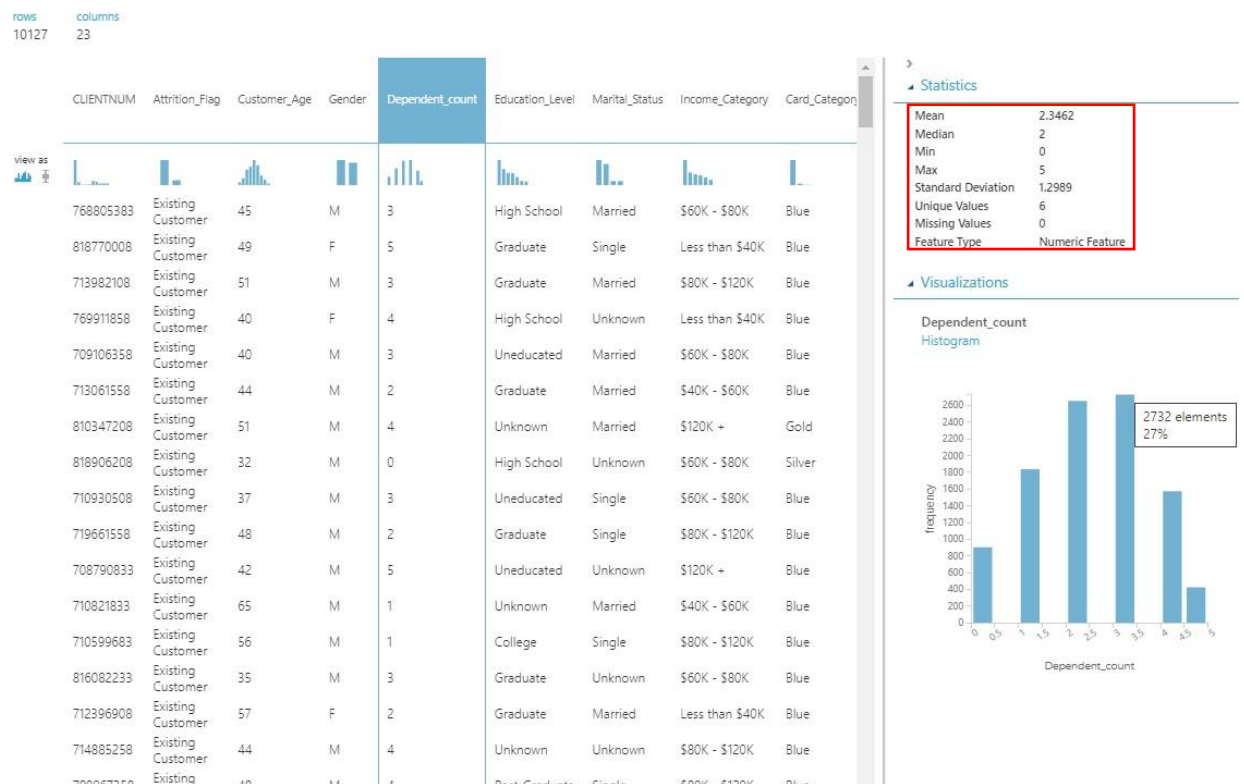 rows columns
10127 23
CLIENTNUM Attrition_Flag Customer_Age Gender Dependent_count Education_Level Marital_Status Income_Category Card_Category
view as
768805383 Existing Customer 45 M 3 High School Married $60K - $80K Blue
818770008 Existing Customer 49 F 5 Graduate Single Less than $40K Blue
713982108 Existing Customer 51 M 3 Graduate Married $80K - $120K Blue
769911858 Existing Customer 40 F 4 High School Unknown Less than $40K Blue
709106358 Existing Customer 40 M 3 Uneducated Married $60K - $80K Blue
713061558 Existing Customer 44 M 2 Graduate Married $40K - $60K Blue
810347208 Existing Customer 51 M 4 Unknown Married $120K + Gold
818906208 Existing Customer 32 M 0 High School Unknown $60K - $80K Silver
710930508 Existing Customer 37 M 3 Uneducated Single $60K - $80K Blue
719661558 Existing Customer 48 M 2 Graduate Single $80K - $120K Blue
708790833 Existing Customer 42 M 5 Uneducated Unknown $120K + Blue
710821833 Existing Customer 65 M 1 Unknown Married $40K - $60K Blue
710599683 Existing Customer 56 M 1 College Single $80K - $120K Blue
816082233 Existing Customer 35 M 3 Graduate Unknown $60K - $80K Blue
712396908 Existing Customer 57 F 2 Graduate Married Less than $40K Blue
714885258 Existing Customer 44 M 4 Unknown Unknown $80K - $120K Blue
Existing
Statistics
Mean 2.3462
Median 2
Min 0
Max 5
Standard Deviation 1.2989
Unique Values 6
Missing Values 0
Feature Type Numeric Feature
Visualizations
Dependent_count
Histogram
2732 elements
27%
2600
2400
2200
2000
1800
1600
1400
1200
1000
800
600
400
200
0
frequency
0 0.5 1 1.5 2 2.5 3 3.5 4 4.5 5
Dependent_count